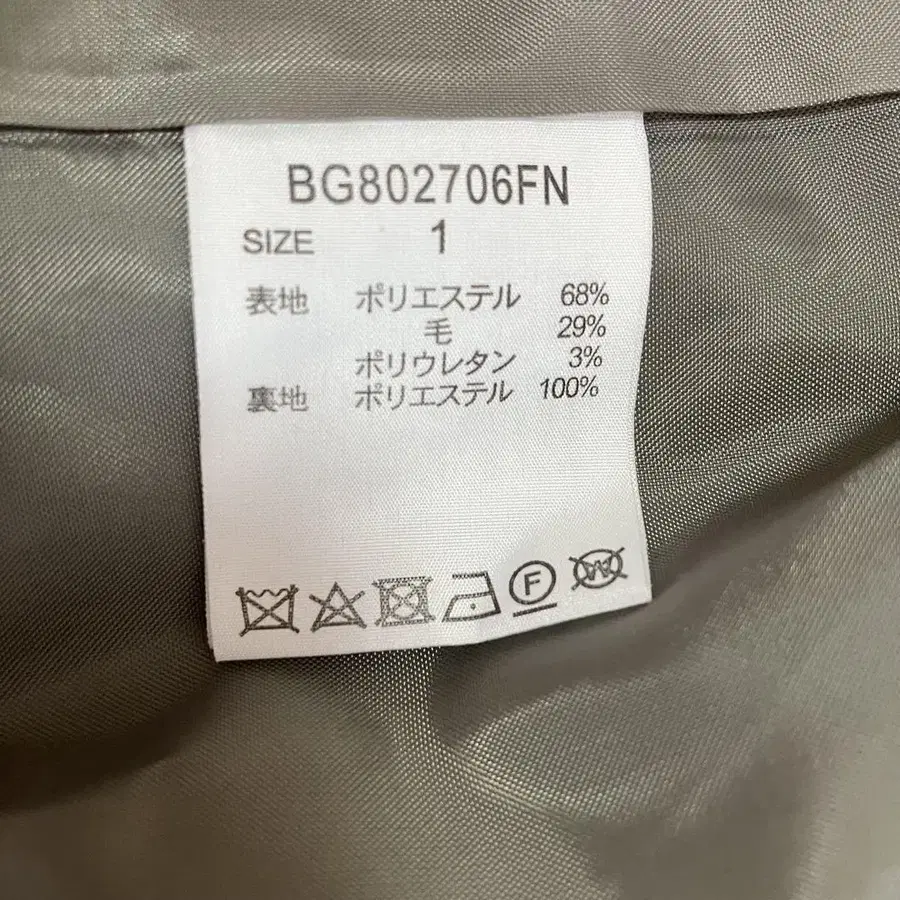 BG802706FN
SIZE 1
表地 ポリエステル 68%
毛 29%
ポリウレタン 3%
裏地 ポリエステル 100%
F W